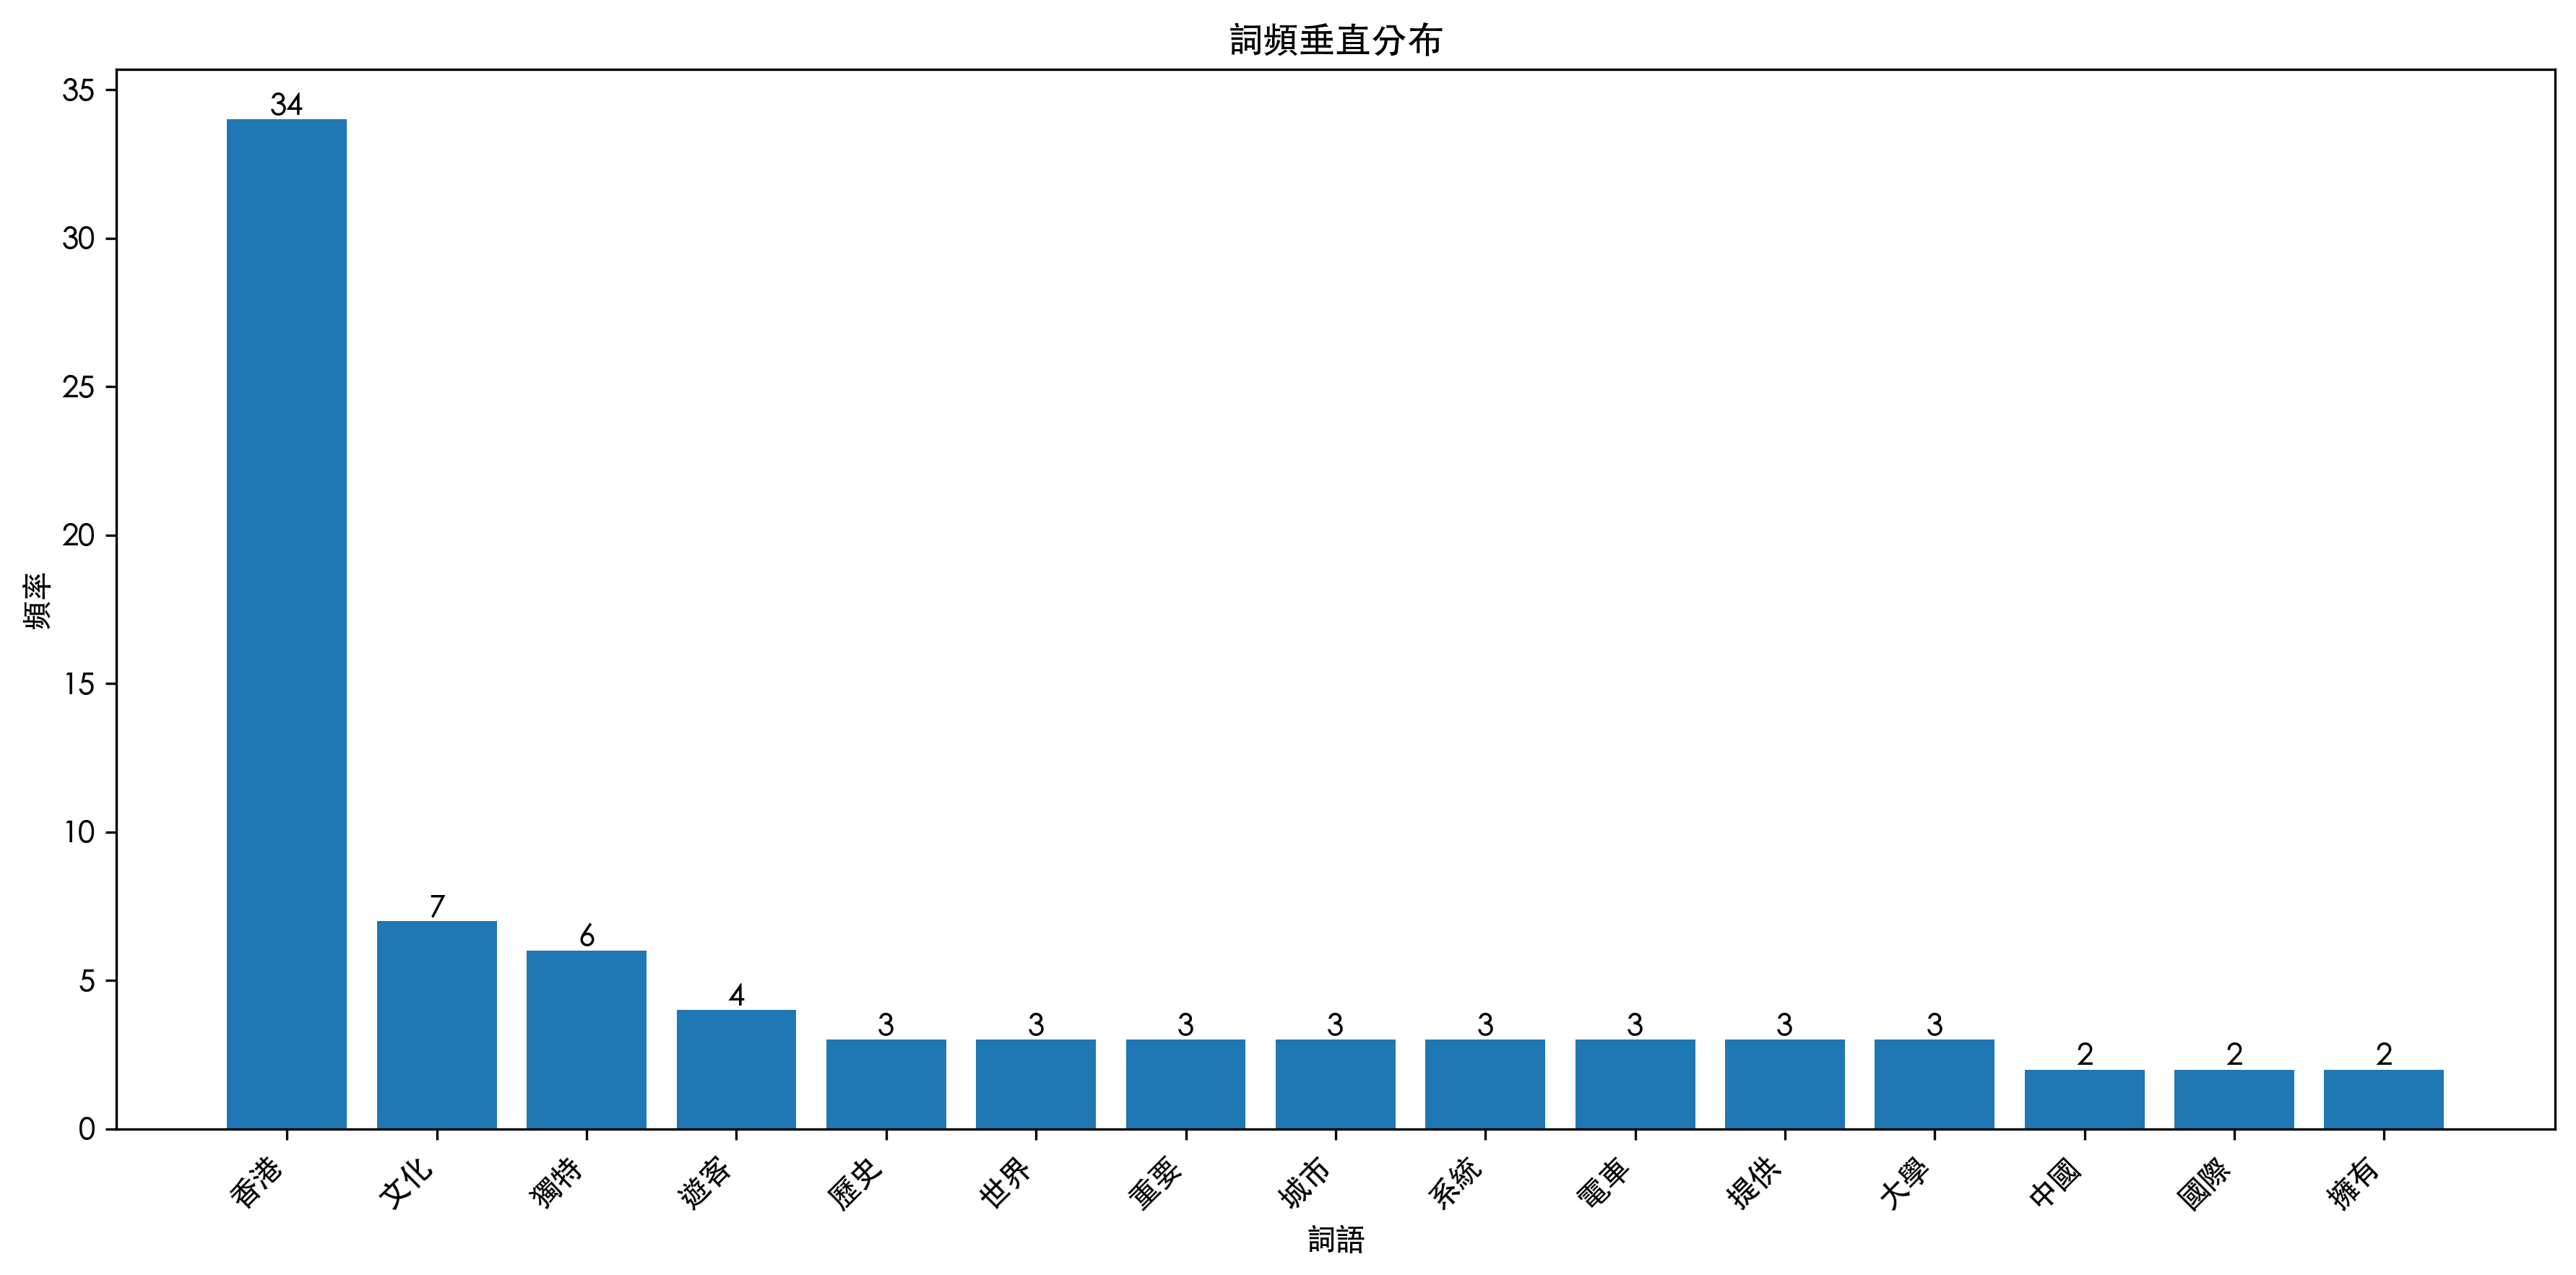 詞頻垂直分布
35
30
25
20
15
10
5
0
頻率
34
7
6
4
3
3
3
3
3
3
3
3
2
2
2
香港
文化
獨特
遊客
歷史
世界
重要
城市
系統
電車
提供
大學
中國
國際
擁有
詞語